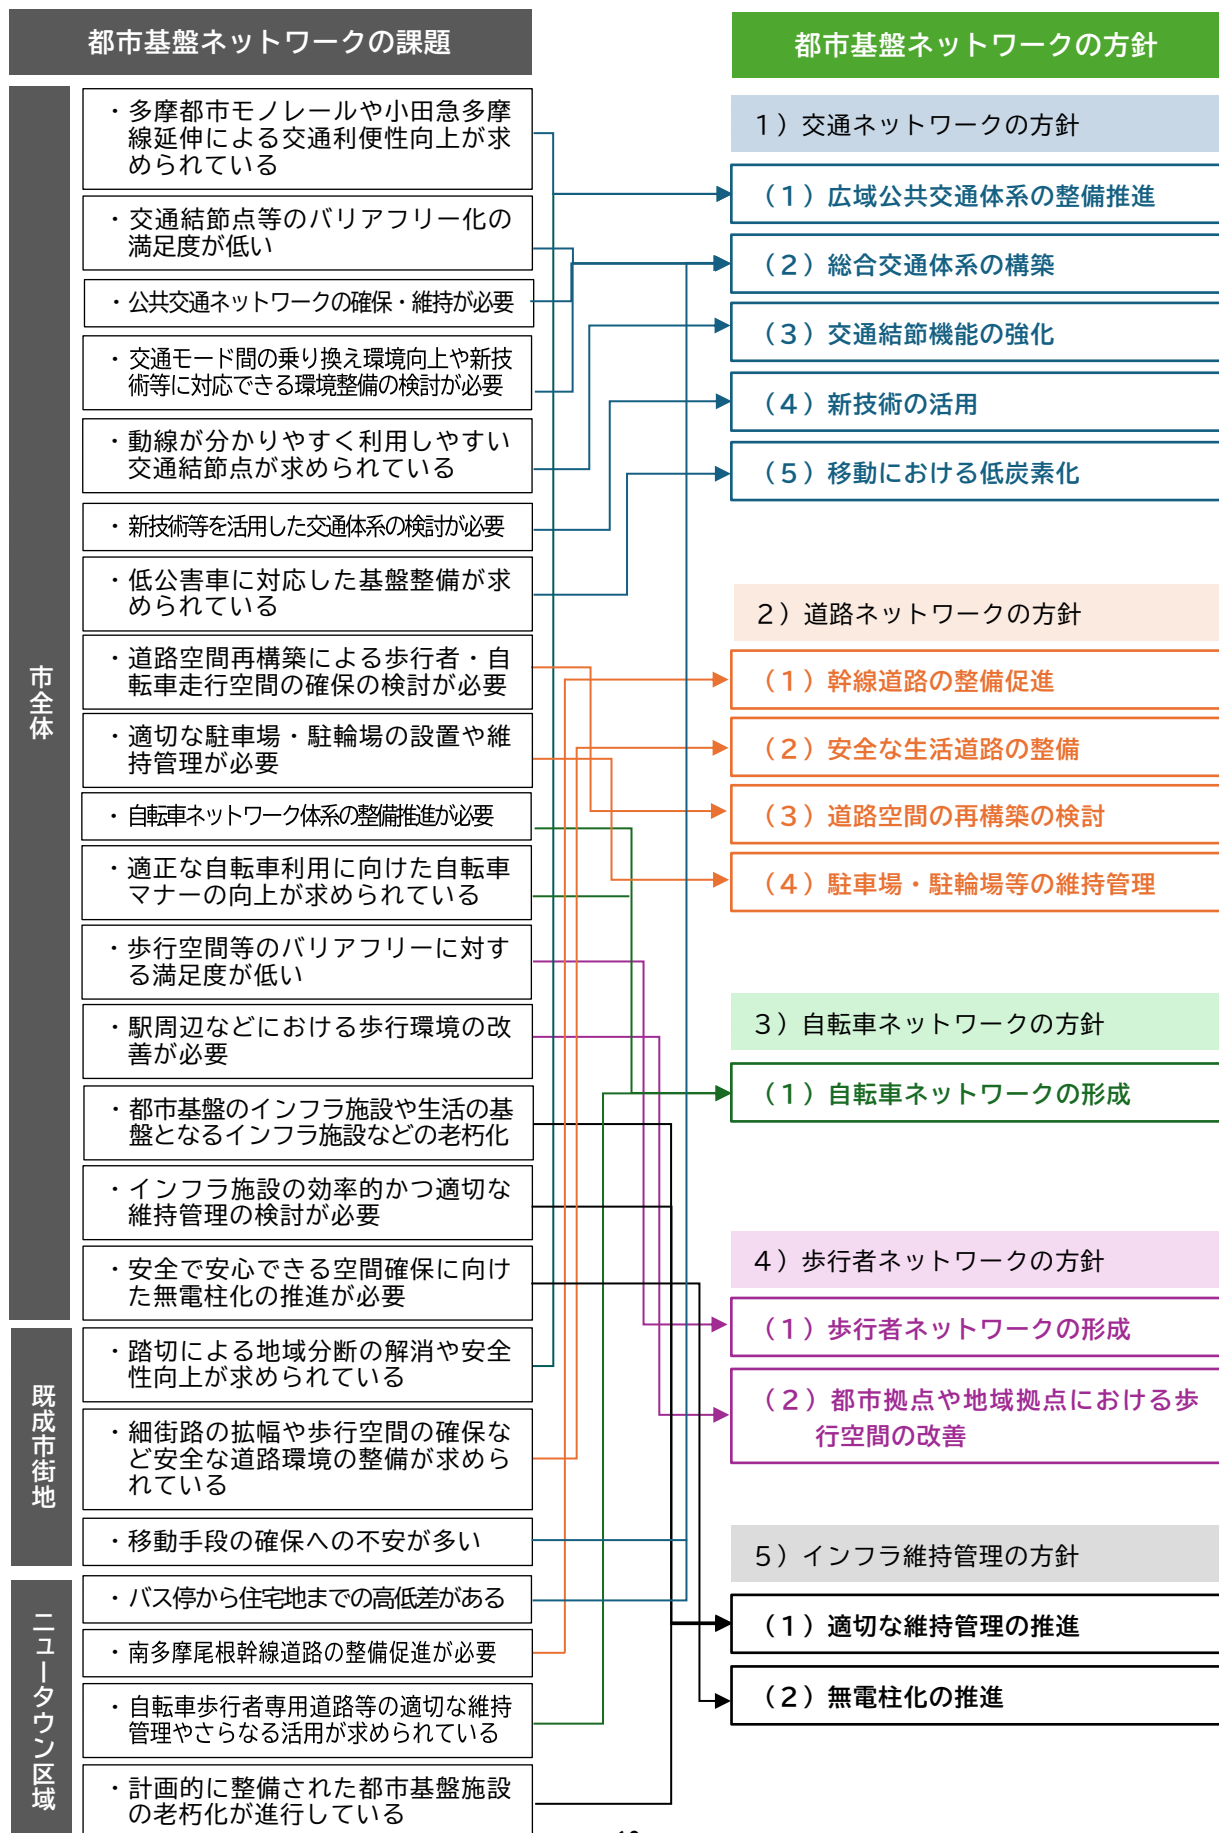 都市基盤ネットワークの課題
市全体
・多摩都市モノレールや小田急多摩
線延伸による交通利便性向上が求
められている
・交通結節点等のバリアフリー化の
満足度が低い
・公共交通ネットワークの確保・維持が必要
・交通モード間の乗り換え環境向上や新技
術等に対応できる環境整備の検討が必要
・動線が分かりやすく利用しやすい
交通結節点が求められている
・新技術等を活用した交通体系の検討が必要
・低公害車に対応した基盤整備が求
められている
・道路空間再構築による歩行者・自
転車走行空間の確保の検討が必要
・適切な駐車場・駐輪場の設置や維
持管理が必要
・自転車ネットワーク体系の整備推進が必要
・適正な自転車利用に向けた自転車
マナーの向上が求められている
・歩行空間等のバリアフリーに対す
る満足度が低い
・駅周辺などにおける歩行環境の改
善が必要
・都市基盤のインフラ施設や生活の基
盤となるインフラ施設などの老朽化
・インフラ施設の効率的かつ適切な
維持管理の検討が必要
・安全で安心できる空間確保に向け
た無電柱化の推進が必要
既成市街地
・踏切による地域分断の解消や安全
性向上が求められている
・細街路の拡幅や歩行空間の確保な
ど安全な道路環境の整備が求めら
れている
・移動手段の確保への不安が多い
ニュータウン区域
・バス停から住宅地までの高低差がある
・南多摩尾根幹線道路の整備促進が必要
・自転車歩行者専用道路等の適切な維持
管理やさらなる活用が求められている
・計画的に整備された都市基盤施設
の老朽化が進行している
都市基盤ネットワークの方針
1）交通ネットワークの方針
（1）広域公共交通体系の整備推進
（2）総合交通体系の構築
（3）交通結節機能の強化
（4）新技術の活用
（5）移動における低炭素化
2）道路ネットワークの方針
（1）幹線道路の整備促進
（2）安全な生活道路の整備
（3）道路空間の再構築の検討
（4）駐車場・駐輪場等の維持管理
3）自転車ネットワークの方針
（1）自転車ネットワークの形成
4）歩行者ネットワークの方針
（1）歩行者ネットワークの形成
（2）都市拠点や地域拠点における歩
行空間の改善
5）インフラ維持管理の方針
（1）適切な維持管理の推進
（2）無電柱化の推進